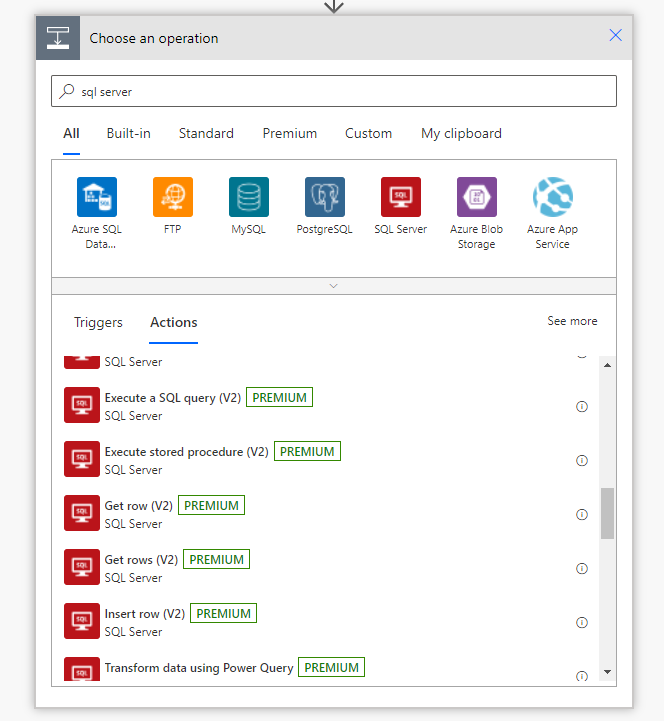 Choose an operation
sql server
All Built-in Standard Premium Custom My clipboard
Azure SQL Data...
FTP
MySQL
PostgreSQL
SQL Server
Azure Blob Storage
Azure App Service
Triggers Actions See more
SQL Server
Execute a SQL query (V2) PREMIUM
SQL Server
Execute stored procedure (V2) PREMIUM
SQL Server
Get row (V2) PREMIUM
SQL Server
Get rows (V2) PREMIUM
SQL Server
Insert row (V2) PREMIUM
SQL Server
Transform data using Power Query PREMIUM